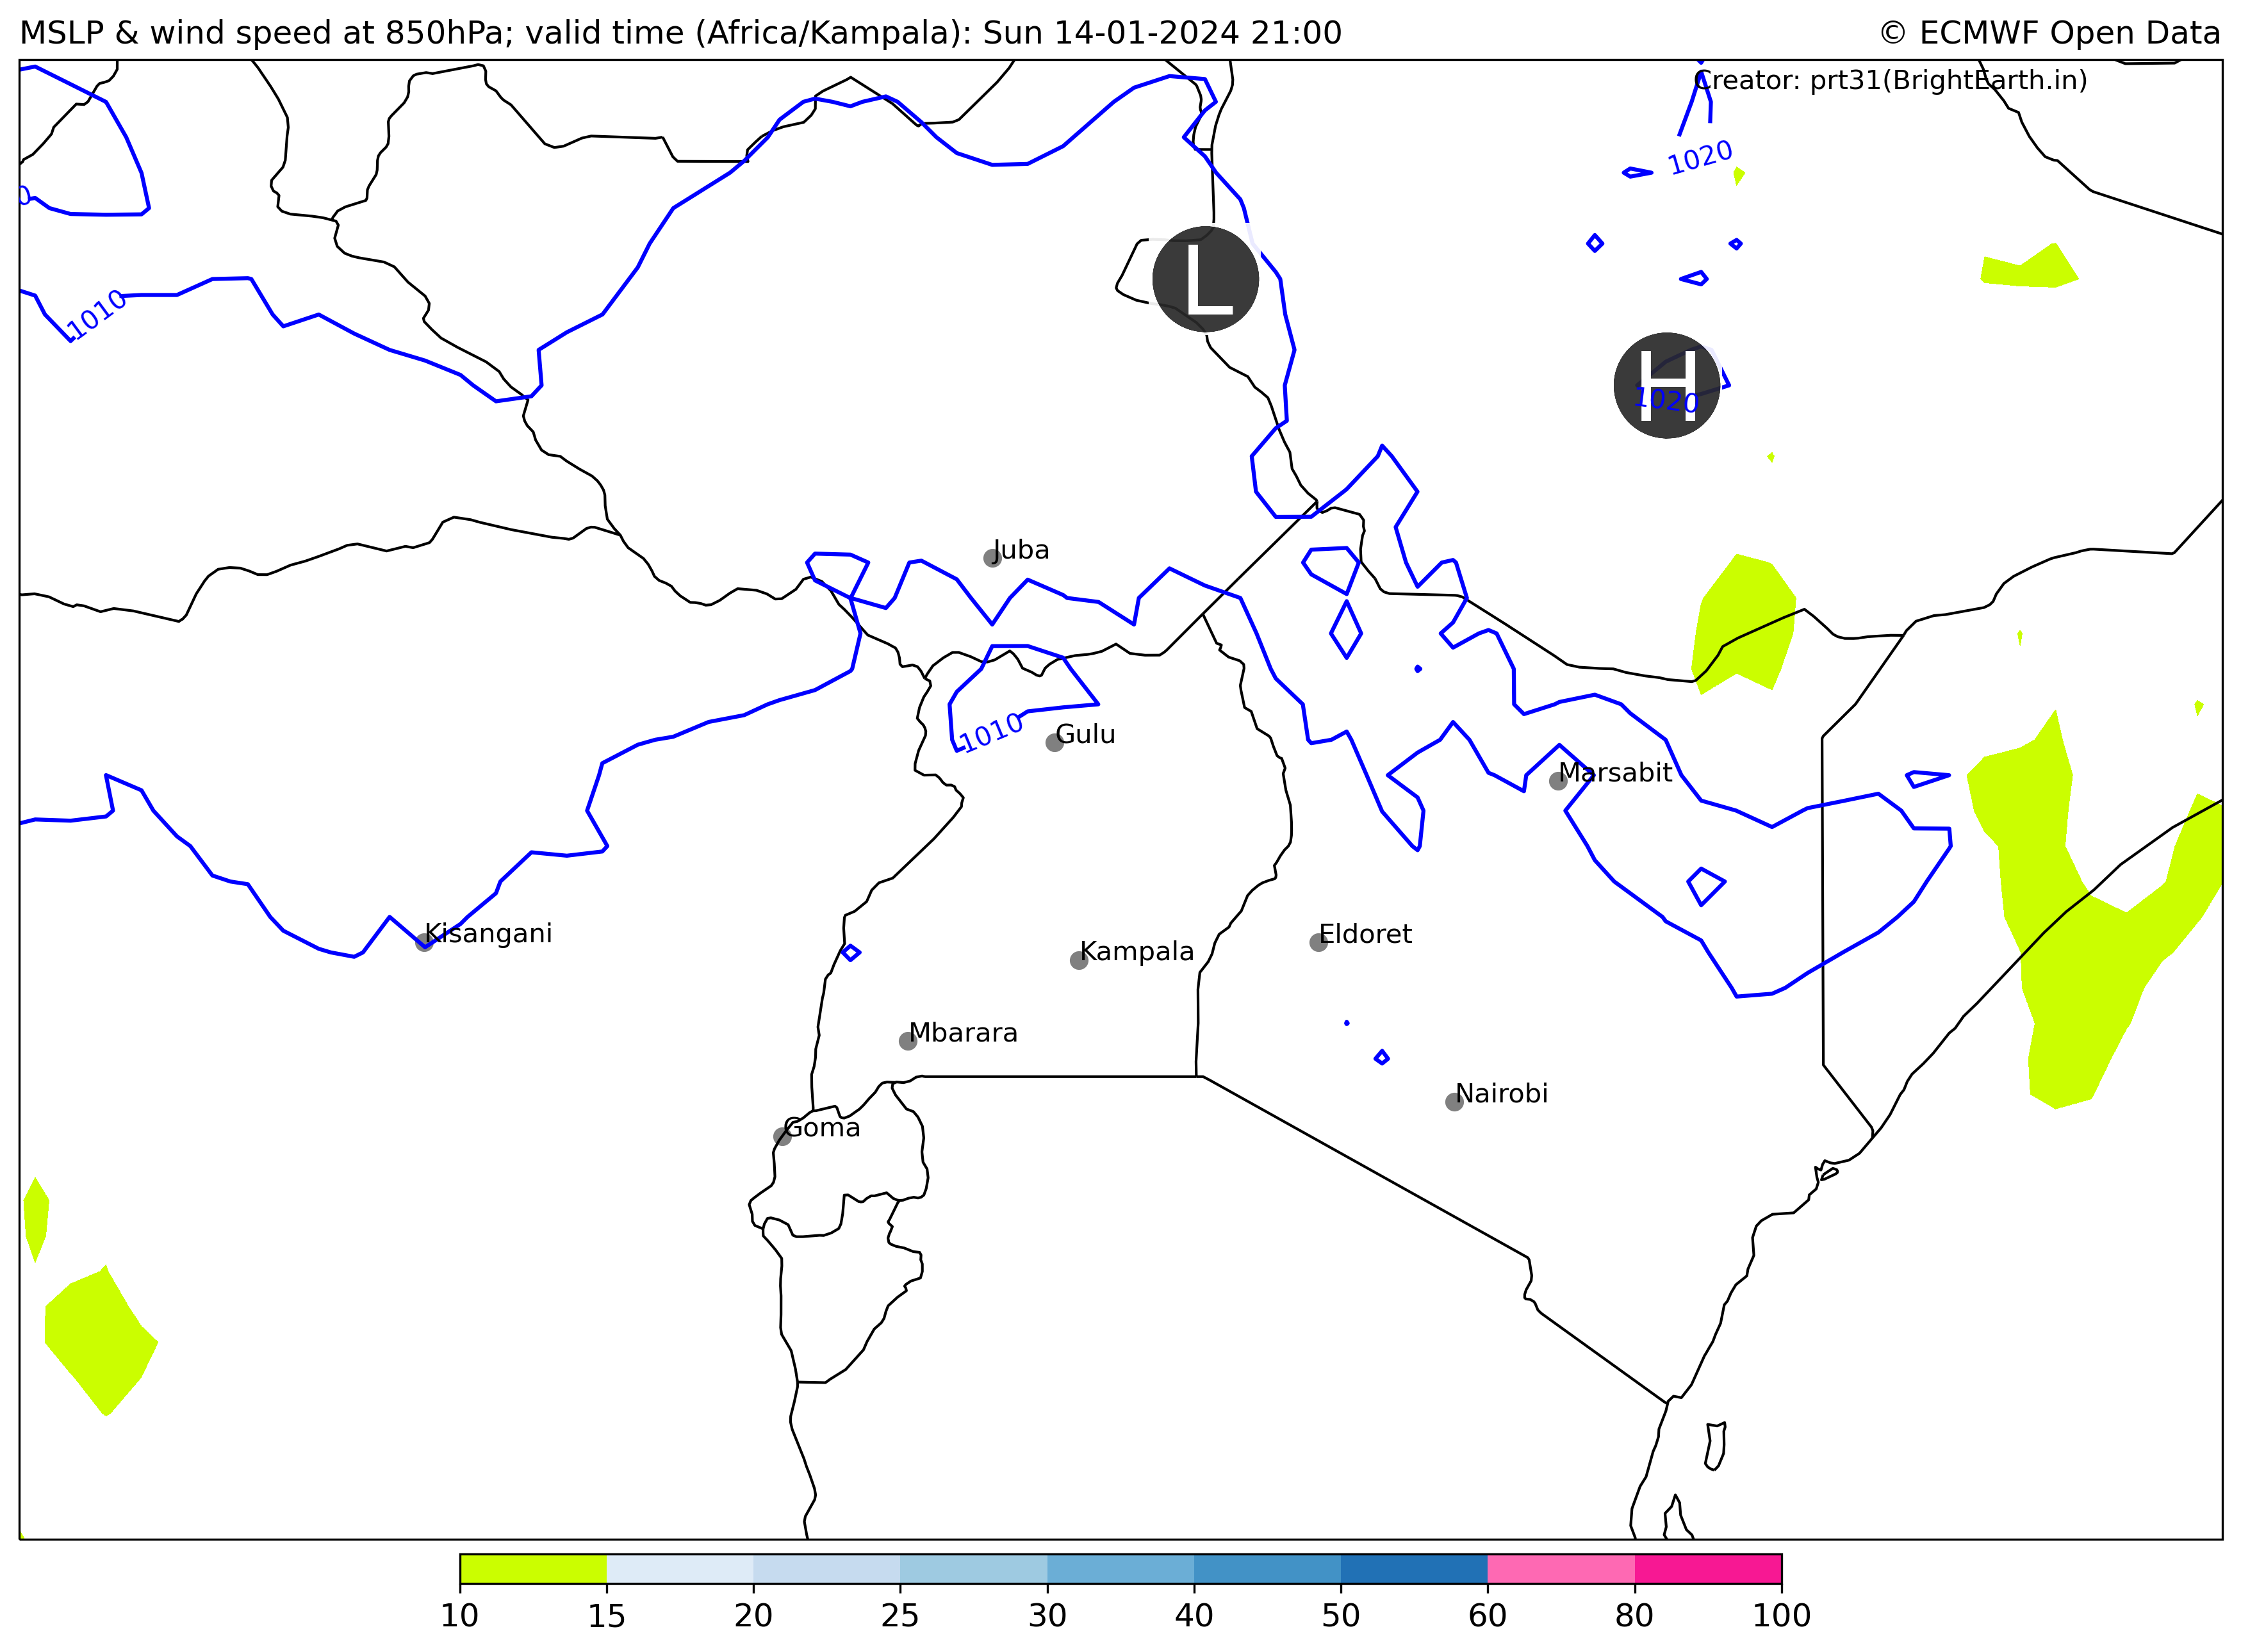 MSLP & wind speed at 850hPa; valid time (Africa/Kampala): Sun 14-01-2024 21:00
© ECMWF Open Data
Creator: prt31(BrightEarth.in)
1020
0
L
1010
H
1020
Juba
1010
Gulu
Marsabit
Kisangani
Eldoret
Kampala
Mbarara
Nairobi
Goma
10 15 20 25 30 40 50 60 80 100